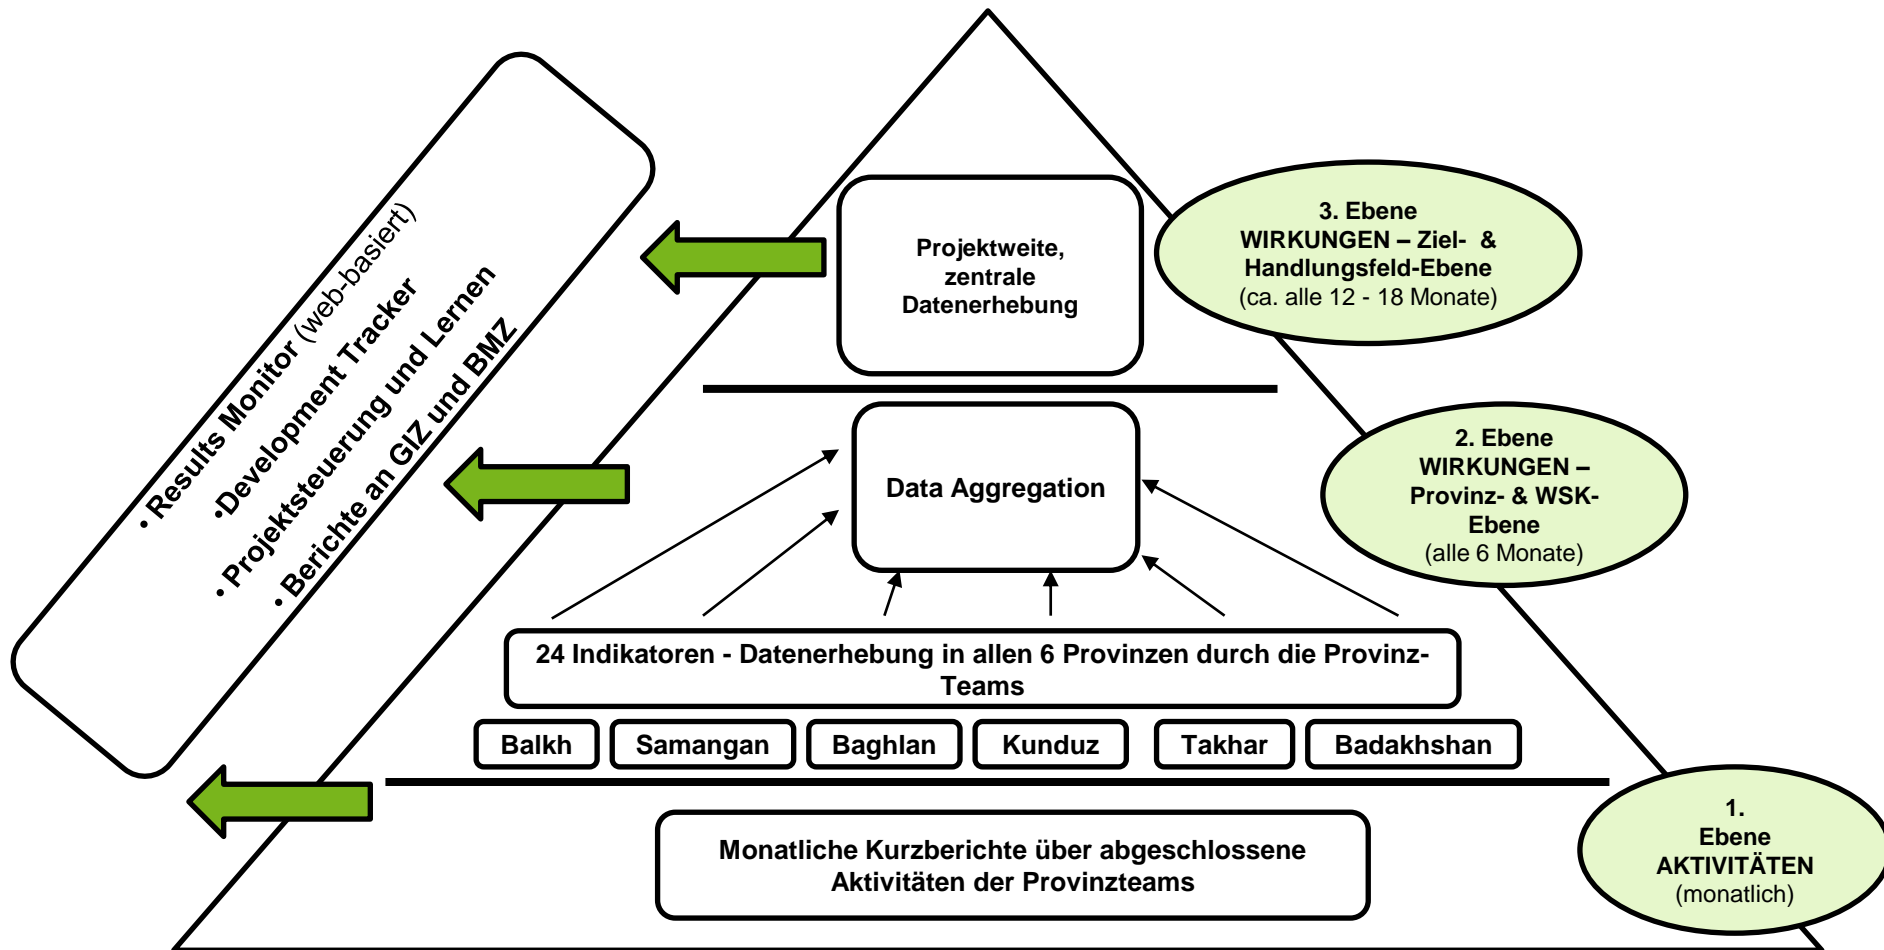 • Results Monitor (web-basiert)
•Development Tracker
• Projektsteuerung und Lernen
• Berichte an GIZ und BMZ
Projektweite,
zentrale
Datenerhebung
3. Ebene
WIRKUNGEN – Ziel- &
Handlungsfeld-Ebene
(ca. alle 12 - 18 Monate)
Data Aggregation
2. Ebene
WIRKUNGEN –
Provinz- & WSK-
Ebene
(alle 6 Monate)
24 Indikatoren - Datenerhebung in allen 6 Provinzen durch die Provinz-
Teams
Balkh
Samangan
Baghlan
Kunduz
Takhar
Badakhshan
Monatliche Kurzberichte über abgeschlossene
Aktivitäten der Provinzteams
1.
Ebene
AKTIVITÄTEN
(monatlich)